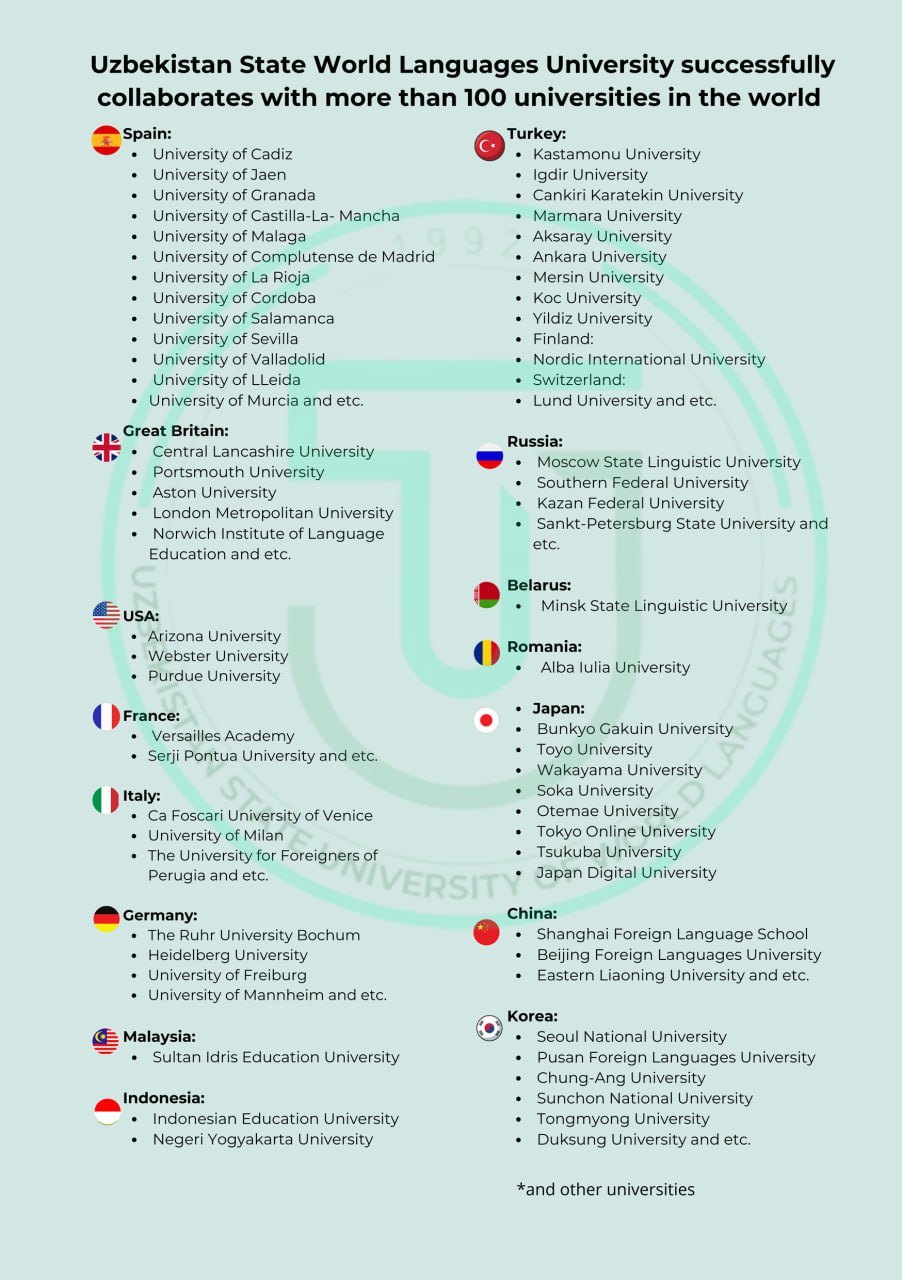 Uzbekistan State World Languages University successfully
collaborates with more than 100 universities in the world
Spain:
• University of Cadiz
• University of Jaen
• University of Granada
• University of Castilla-La- Mancha
• University of Malaga
• University of Complutense de Madrid
• University of La Rioja
• University of Cordoba
• University of Salamanca
• University of Sevilla
• University of Valladolid
• University of LLeida
• University of Murcia and etc.
Great Britain:
• Central Lancashire University
• Portsmouth University
• Aston University
• London Metropolitan University
• Norwich Institute of Language
Education and etc.
USA:
• Arizona University
• Webster University
• Purdue University
France:
• Versailles Academy
• Serji Pontua University and etc.
Italy:
• Ca Foscari University of Venice
• University of Milan
• The University for Foreigners of
Perugia and etc.
Germany:
• The Ruhr University Bochum
• Heidelberg University
• University of Freiburg
• University of Mannheim and etc.
Malaysia:
• Sultan Idris Education University
Indonesia:
• Indonesian Education University
• Negeri Yogyakarta University
Turkey:
• Kastamonu University
• Igdir University
• Cankiri Karatekin University
• Marmara University
• Aksaray University
• Ankara University
• Mersin University
• Koc University
• Yildiz University
• Finland:
• Nordic International University
• Switzerland:
• Lund University and etc.
Russia:
• Moscow State Linguistic University
• Southern Federal University
• Kazan Federal University
• Sankt-Petersburg State University and
etc.
Belarus:
• Minsk State Linguistic University
Romania:
• Alba Iulia University
• Japan:
• Bunkyo Gakuin University
• Toyo University
• Wakayama University
• Soka University
• Otemae University
• Tokyo Online University
• Tsukuba University
• Japan Digital University
China:
• Shanghai Foreign Language School
• Beijing Foreign Languages University
• Eastern Liaoning University and etc.
Korea:
• Seoul National University
• Pusan Foreign Languages University
• Chung-Ang University
• Sunchon National University
• Tongmyong University
• Duksung University and etc.
*and other universities
1992
UZBEKISTAN STATE UNIVERSITY OF WORLD LANGUAGES